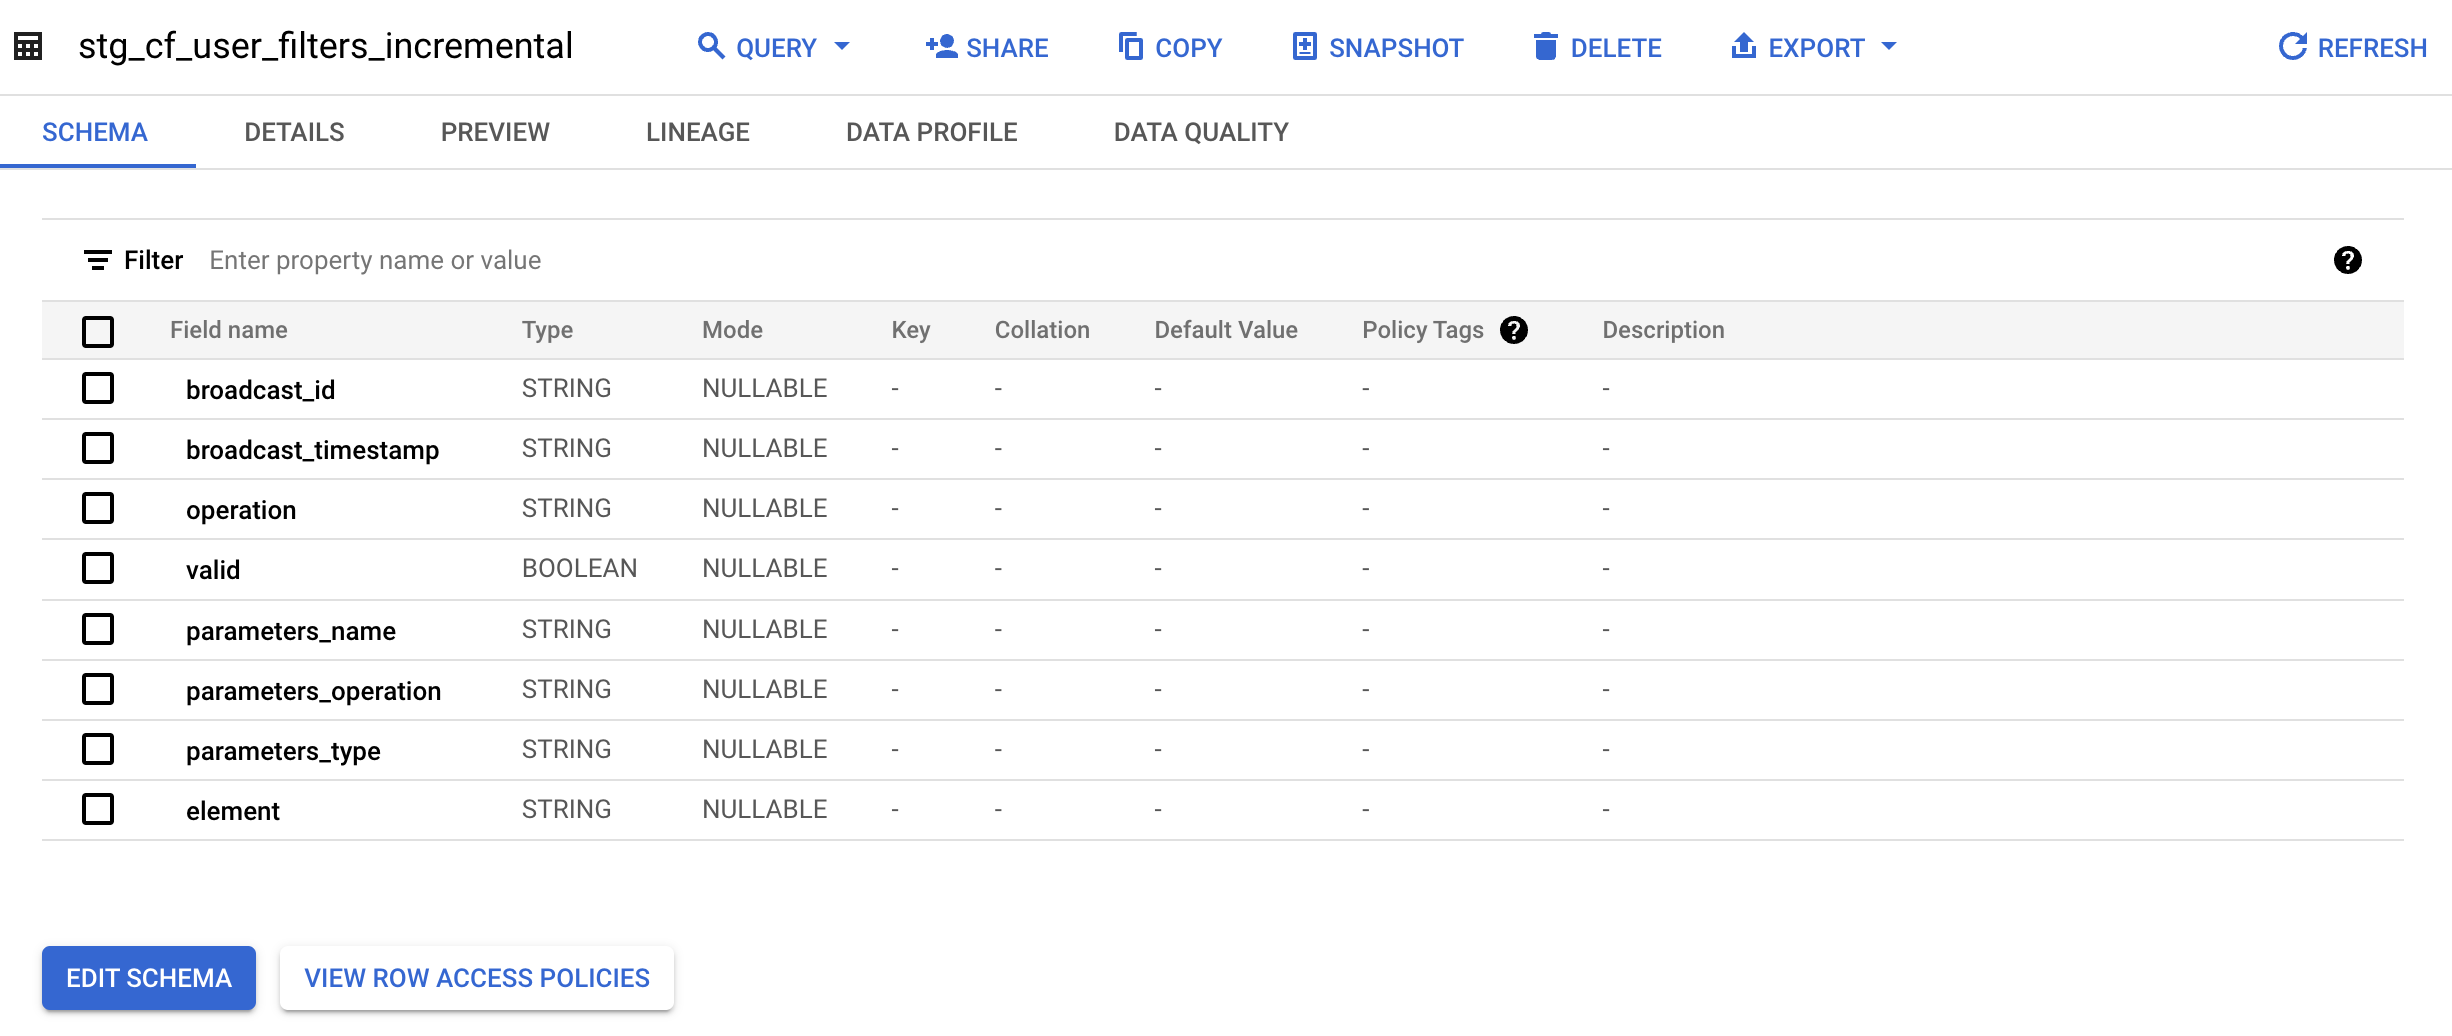 stg_cf_user_filters_incremental QUERY SHARE COPY SNAPSHOT DELETE EXPORT REFRESH
SCHEMA DETAILS PREVIEW LINEAGE DATA PROFILE DATA QUALITY
Filter Enter property name or value ?
Field name Type Mode Key Collation Default Value Policy Tags ? Description
broadcast_id STRING NULLABLE - - - - -
broadcast_timestamp STRING NULLABLE - - - - -
operation STRING NULLABLE - - - - -
valid BOOLEAN NULLABLE - - - - -
parameters_name STRING NULLABLE - - - - -
parameters_operation STRING NULLABLE - - - - -
parameters_type STRING NULLABLE - - - - -
element STRING NULLABLE - - - - -
EDIT SCHEMA VIEW ROW ACCESS POLICIES